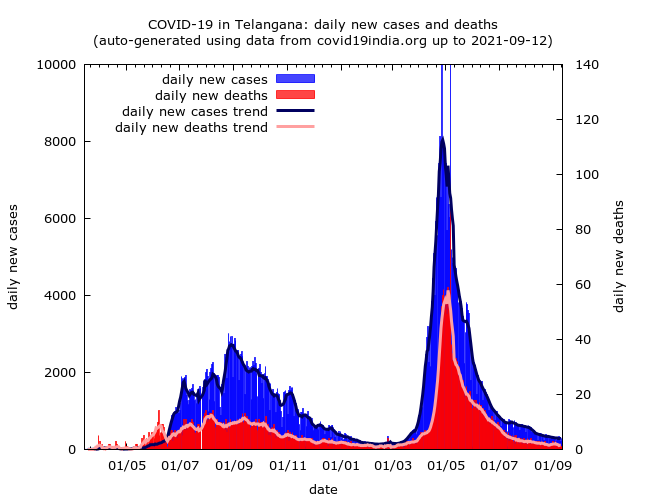 COVID-19 in Telangana: daily new cases and deaths
(auto-generated using data from covid19india.org up to 2021-09-12)
daily new cases
daily new deaths
daily new cases trend
daily new deaths trend
10000
8000
6000
4000
2000
0
140
120
100
80
60
40
20
0
daily new cases
daily new deaths
01/05 01/07 01/09 01/11 01/01 01/03 01/05 01/07 01/09
date